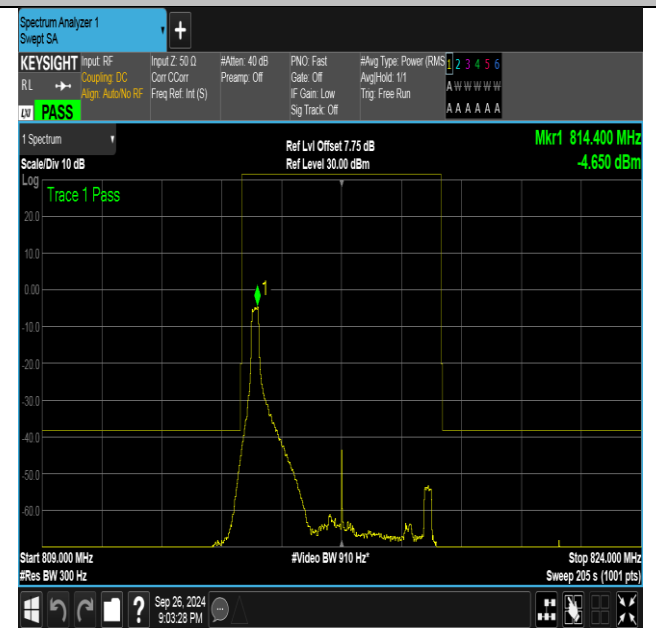 Spectrum Analyzer 1
Swept SA
+
KEYSIGHT
RL
LXI PASS
Input: RF
Coupling: DC
Align: Auto/No RF
Input Z: 50 Ω
Corr CCorr
Freq Ref: Int (S)
#Atten: 40 dB
Preamp: Off
PNO: Fast
Gate: Off
IF Gain: Low
Sig Track: Off
#Avg Type: Power (RMS
Avg|Hold: 1/1
Trig: Free Run
1 2 3 4 5 6
A W W W W W
A A A A A A
1 Spectrum
Scale/Div 10 dB
Ref Lvl Offset 7.75 dB
Ref Level 30.00 dBm
Mkr1 814.400 MHz
-4.650 dBm
Log
Trace 1 Pass
20.0
10.0
0.00
1
-10.0
-20.0
-30.0
-40.0
-50.0
-60.0
Start 809.000 MHz
#Res BW 300 Hz
#Video BW 910 Hz*
Stop 824.000 MHz
Sweep 205 s (1001 pts)
?
Sep 26, 2024
9:03:28 PM